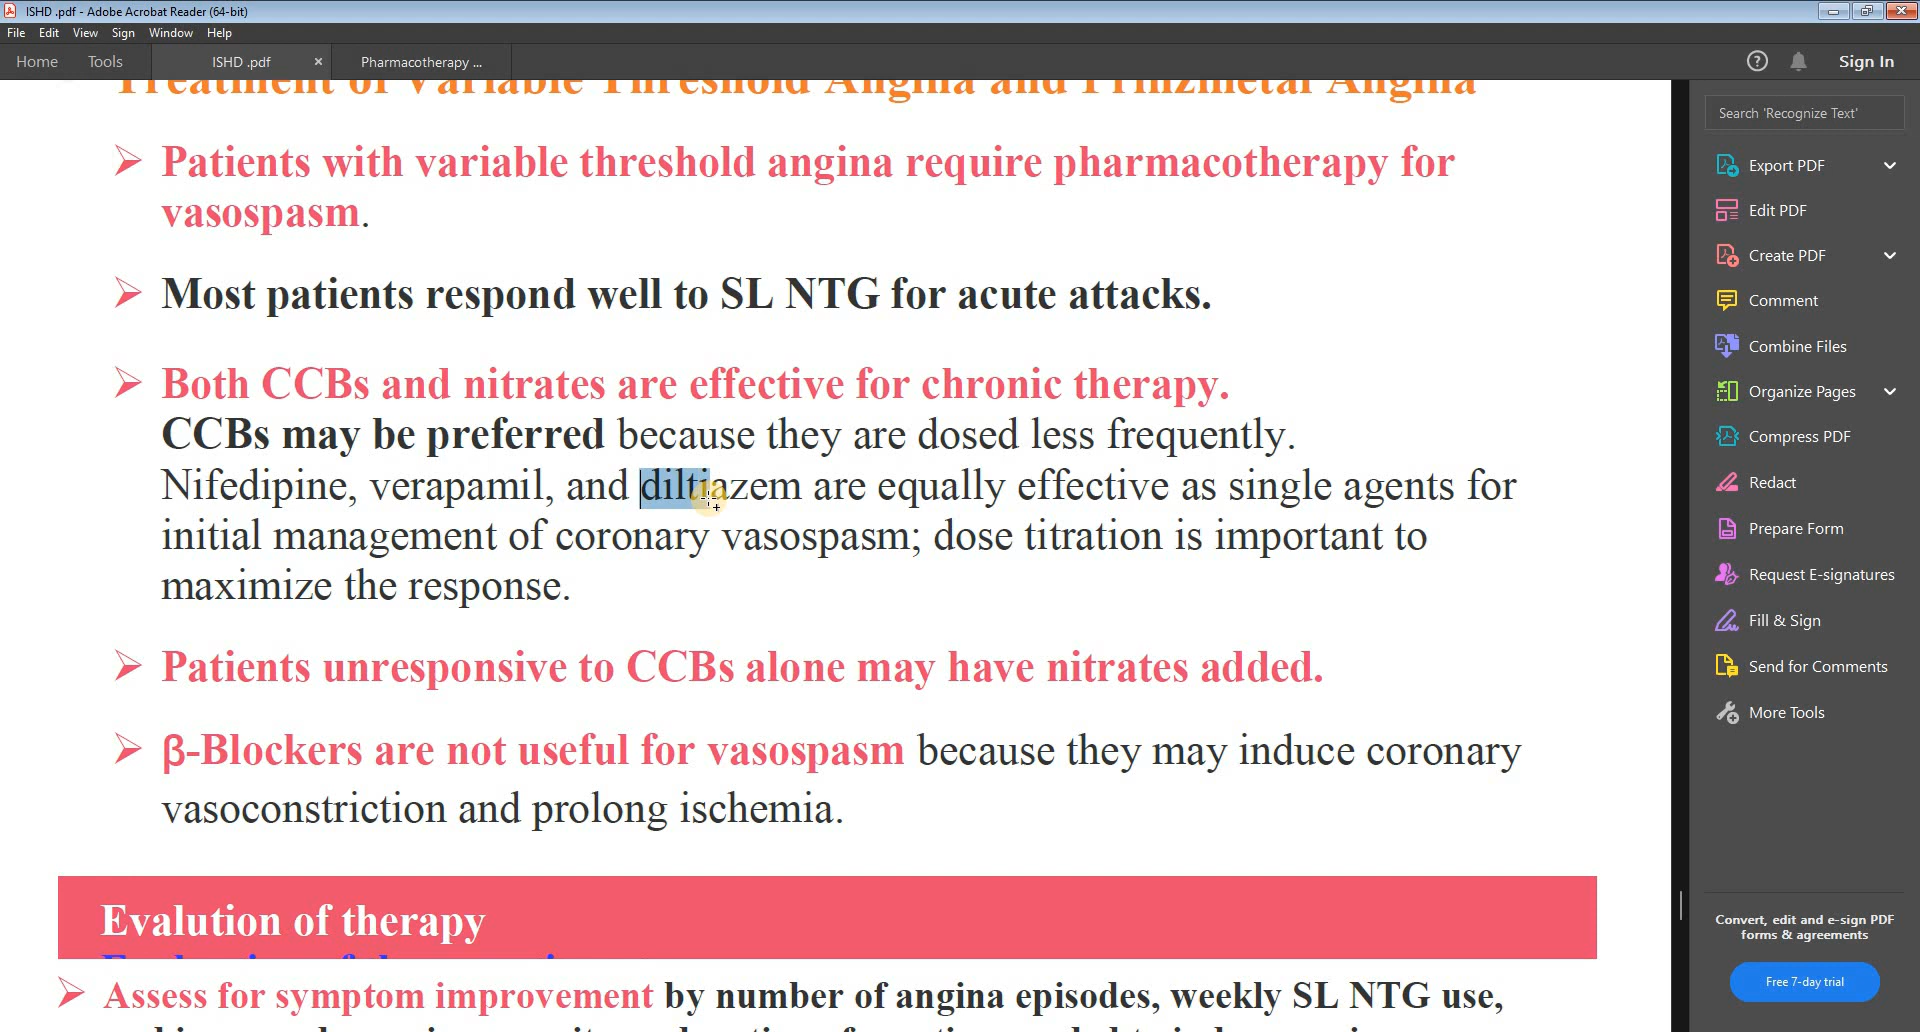 ISHD .pdf - Adobe Acrobat Reader (64-bit)
File Edit View Sign Window Help
Home Tools ISHD .pdf × Pharmacotherapy ... ? Sign In
Treatment of Variable Threshold Angina and Prinzmetal Angina
➢ Patients with variable threshold angina require pharmacotherapy for
vasospasm.
➢ Most patients respond well to SL NTG for acute attacks.
➢ Both CCBs and nitrates are effective for chronic therapy.
CCBs may be preferred because they are dosed less frequently.
Nifedipine, verapamil, and diltiazem are equally effective as single agents for
initial management of coronary vasospasm; dose titration is important to
maximize the response.
➢ Patients unresponsive to CCBs alone may have nitrates added.
➢ β-Blockers are not useful for vasospasm because they may induce coronary
vasoconstriction and prolong ischemia.
Evalution of therapy
➢ Assess for symptom improvement by number of angina episodes, weekly SL NTG use,
Search 'Recognize Text'
Export PDF
Edit PDF
Create PDF
Comment
Combine Files
Organize Pages
Compress PDF
Redact
Prepare Form
Request E-signatures
Fill & Sign
Send for Comments
More Tools
Convert, edit and e-sign PDF
forms & agreements
Free 7-day trial